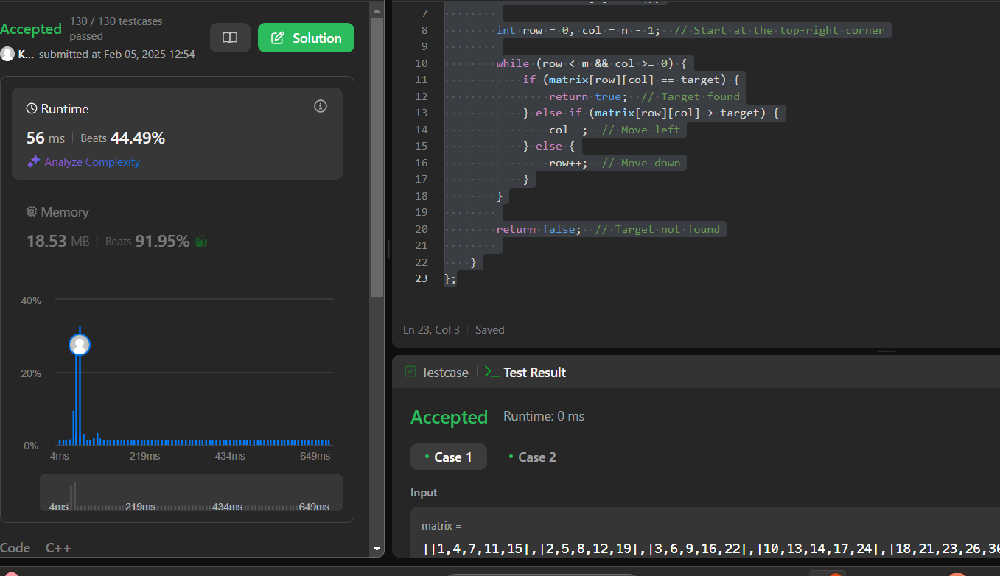 Accepted
130 / 130 testcases
passed
K... submitted at Feb 05, 2025 12:54
Solution
Runtime
56 ms | Beats 44.49%
Analyze Complexity
Memory
18.53 MB | Beats 91.95%
40%
20%
0%
4ms 219ms 434ms 649ms
4ms 219ms 434ms 649ms
Code | C++
7
8 int row = 0, col = n - 1; // Start at the top-right corner
9
10 while (row < m && col >= 0) {
11 if (matrix[row][col] == target) {
12 return true; // Target found
13 } else if (matrix[row][col] > target) {
14 col--; // Move left
15 } else {
16 row++; // Move down
17 }
18 }
19
20 return false; // Target not found
21
22 }
23 };
Ln 23, Col 3 | Saved
Testcase | >_ Test Result
Accepted Runtime: 0 ms
• Case 1 • Case 2
Input
matrix =
[[1,4,7,11,15],[2,5,8,12,19],[3,6,9,16,22],[10,13,14,17,24],[18,21,23,26,30